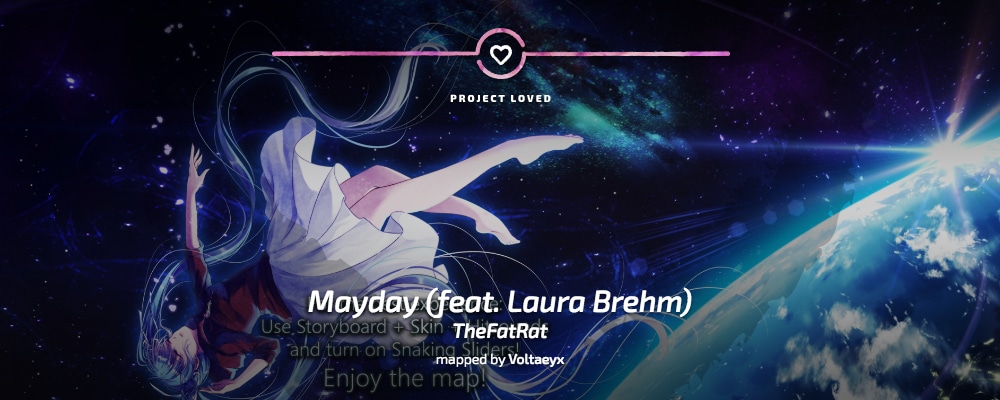 PROJECT LOVED
Mayday (feat. Laura Brehm)
Use Storyboard + Skin
TheFatRat
and turn on Snaking Sliders!
mapped by Voltaeyx
Enjoy the map!